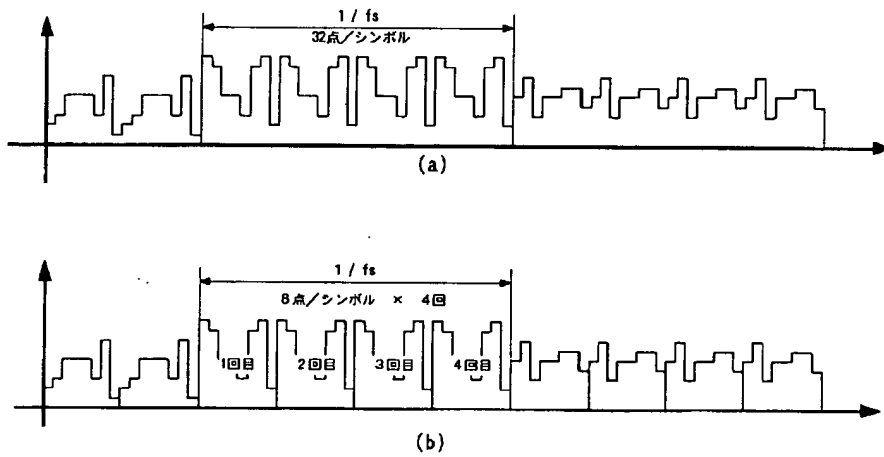 1 / fs
32点／シンボル
(a)
1 / fs
8点／シンボル × 4回
1回目 2回目 3回目 4回目
(b)